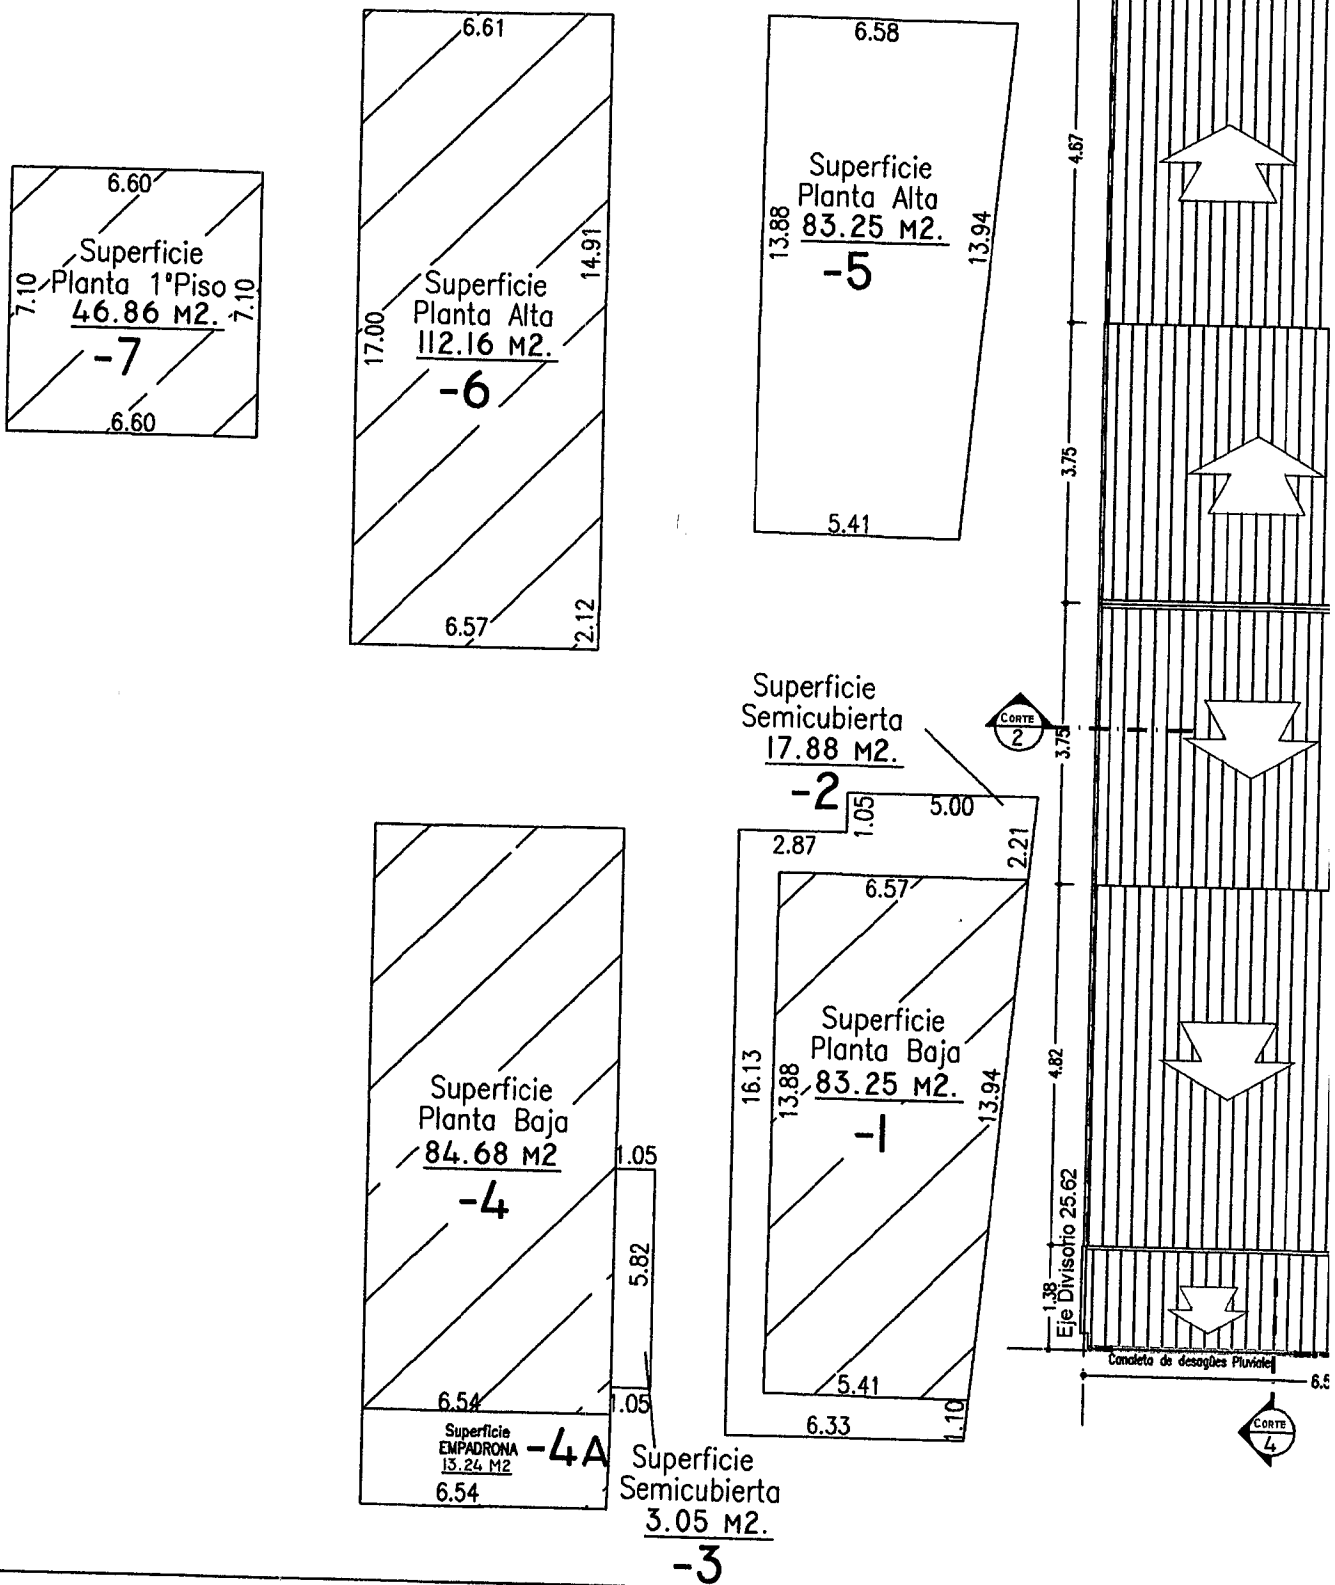 6.60
Superficie
Planta 1ºPiso
46.86 M2.
-7
7.10
7.10
6.60
6.61
Superficie
Planta Alta
112.16 M2.
-6
17.00
14.91
2.12
6.57
6.58
Superficie
Planta Alta
83.25 M2.
-5
13.88
13.94
5.41
4.67
3.75
3.75
4.82
1.38
Eje Divisorio 25.62
CORTE
2
Superficie
Semicubierta
17.88 M2.
-2
1.05
5.00
2.21
2.87
6.57
Superficie
Planta Baja
83.25 M2.
-1
16.13
13.88
13.94
5.41
6.33
1.10
Superficie
Planta Baja
84.68 M2
-4
1.05
5.82
1.05
6.54
Superficie
EMPADRONA
13.24 M2
-4A
6.54
Superficie
Semicubierta
3.05 M2.
-3
Canaleta de desagües Pluviales
6.5
CORTE
4